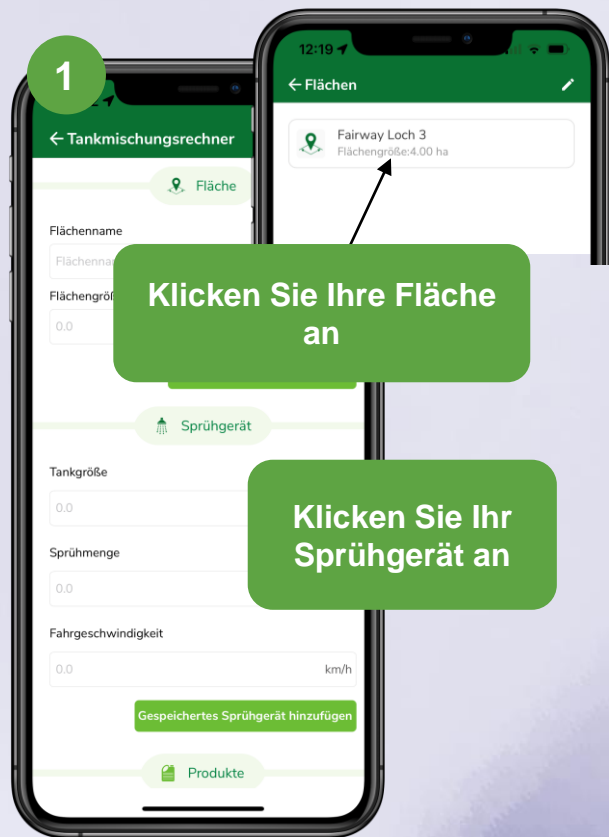 1
← Tankmischungsrechner
Fläche
Flächenname
Flächenna
Flächengröß
0.0
Sprühgerät
Tankgröße
0.0
Sprühmenge
0.0
Fahrgeschwindigkeit
0.0 km/h
Gespeichertes Sprühgerät hinzufügen
Produkte
12:19
← Flächen
Fairway Loch 3
Flächengröße:4.00 ha
Klicken Sie Ihre Fläche
an
Klicken Sie Ihr
Sprühgerät an